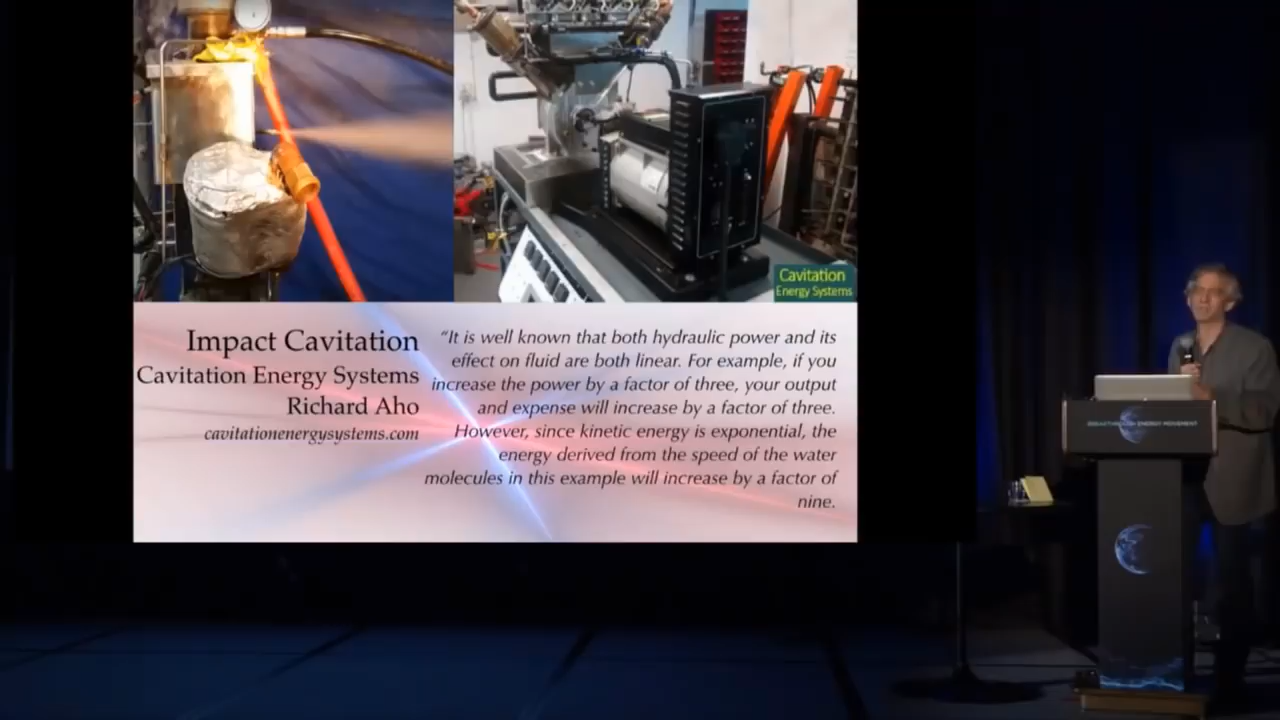 Cavitation
Energy Systems
Impact Cavitation
Cavitation Energy Systems
Richard Aho
cavitationenergysystems.com
“It is well known that both hydraulic power and its
effect on fluid are both linear. For example, if you
increase the power by a factor of three, your output
and expense will increase by a factor of three.
However, since kinetic energy is exponential, the
energy derived from the speed of the water
molecules in this example will increase by a factor of
nine.
BREAKTHROUGH ENERGY MOVEMENT